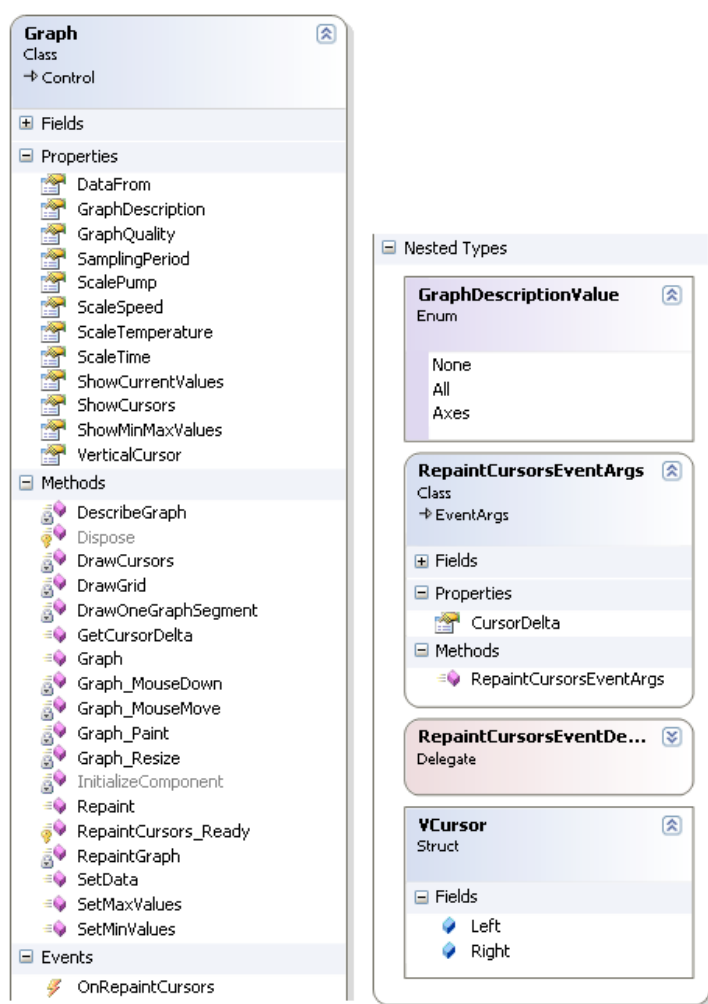 Graph
Class
Control
Fields
Properties
DataFrom
GraphDescription
GraphQuality
SamplingPeriod
ScalePump
ScaleSpeed
ScaleTemperature
ScaleTime
ShowCurrentValues
ShowCursors
ShowMinMaxValues
VerticalCursor
Methods
DescribeGraph
Dispose
DrawCursors
DrawGrid
DrawOneGraphSegment
GetCursorDelta
Graph
Graph_MouseDown
Graph_MouseMove
Graph_Paint
Graph_Resize
InitializeComponent
Repaint
RepaintCursors_Ready
RepaintGraph
SetData
SetMaxValues
SetMinValues
Events
OnRepaintCursors
Nested Types
GraphDescriptionValue
Enum
None
All
Axes
RepaintCursorsEventArgs
Class
EventArgs
Fields
Properties
CursorDelta
Methods
RepaintCursorsEventArgs
RepaintCursorsEventDe...
Delegate
VCursor
Struct
Fields
Left
Right